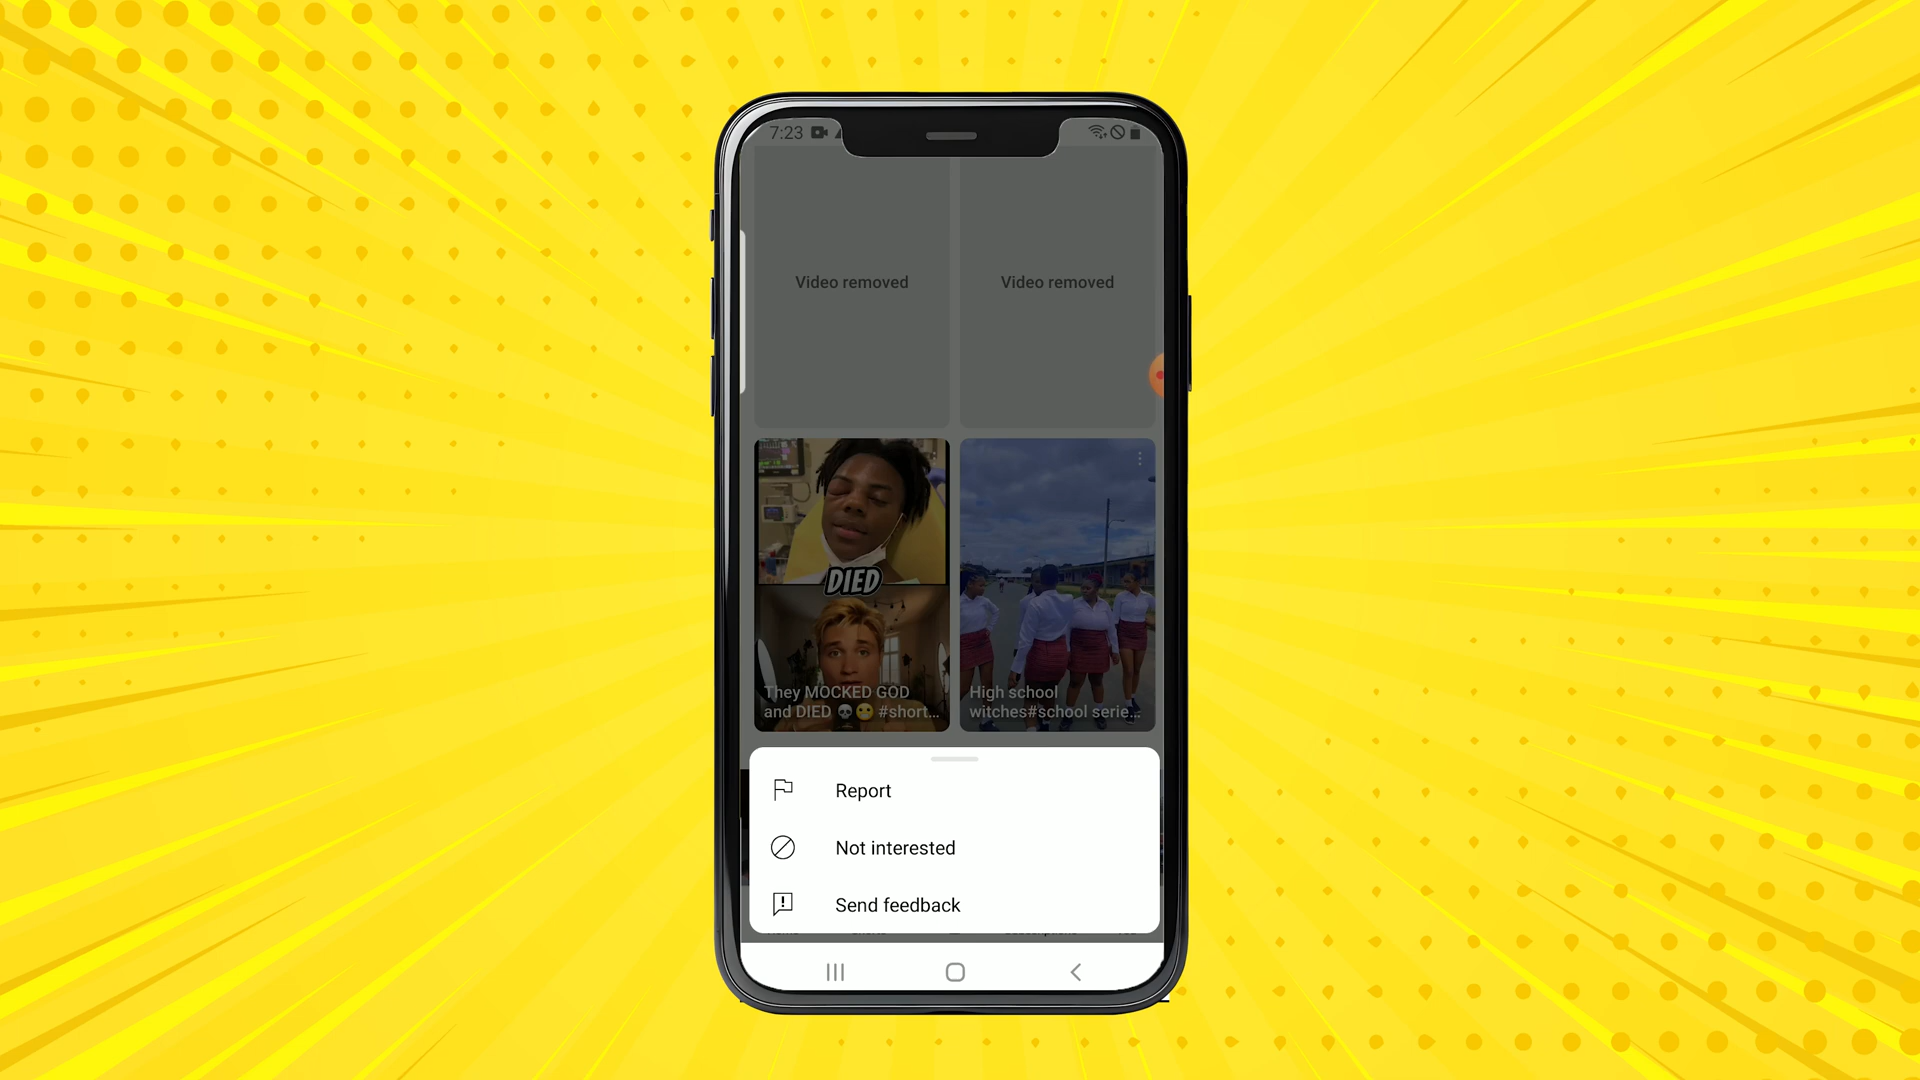 7:23
Video removed
Video removed
DIED
They MOCKED GOD
and DIED 💀😬 #short...
High school
witches#school serie...
Report
Not interested
Send feedback